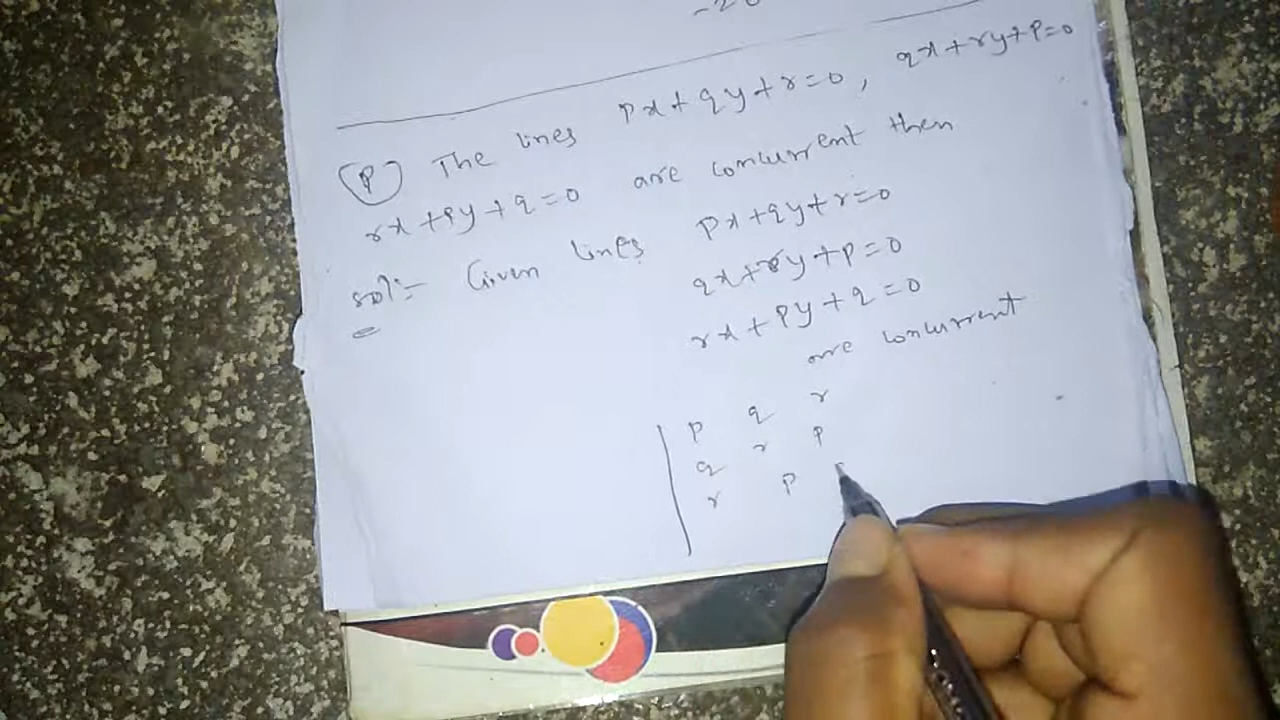 -20
(P) The lines px+qy+r=0, qx+ry+p=0
rx+py+q=0 are concurrent then
sol:- Given lines px+qy+r=0
qx+ry+p=0
rx+py+q=0
are concurrent
p q r
q r p
r p